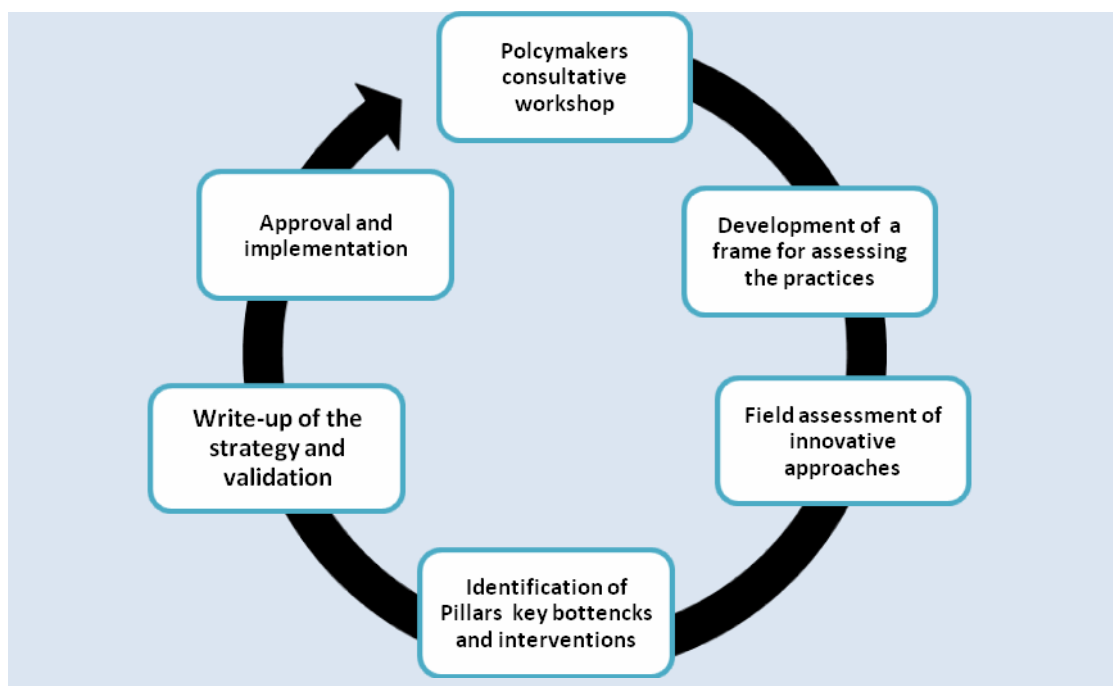 Polcymakers
consultative
workshop
Development of a
frame for assessing
the practices
Field assessment of
innovative
approaches
Identification of
Pillars key bottencks
and interventions
Write-up of the
strategy and
validation
Approval and
implementation